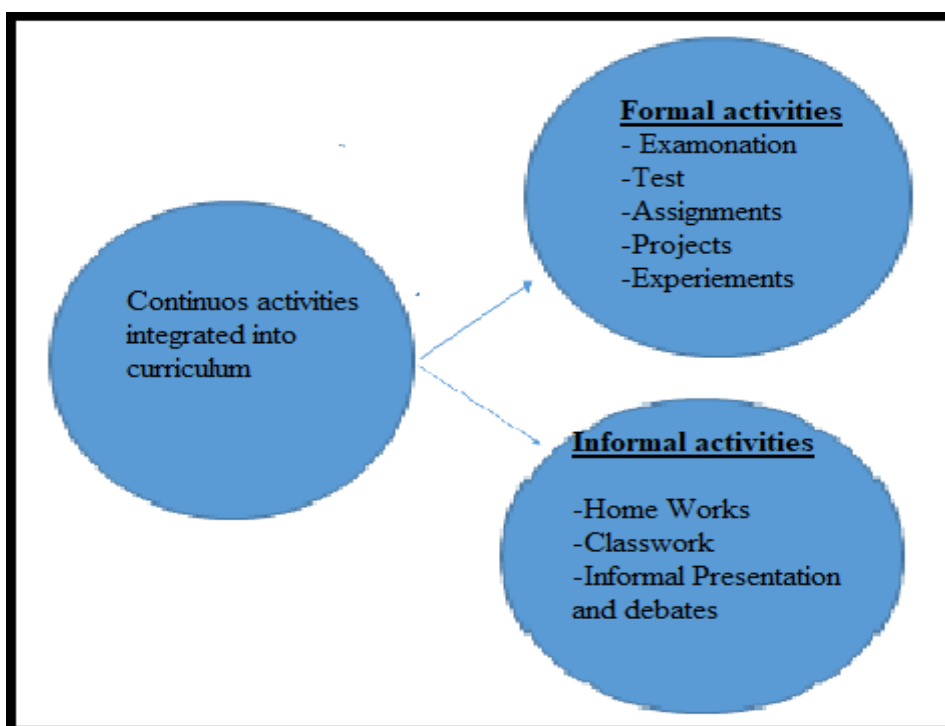 Continuos activities
integrated into
curriculum
Formal activities
- Examonation
-Test
-Assignments
-Projects
-Experiements
Informal activities
-Home Works
-Classwork
-Informal Presentation
and debates